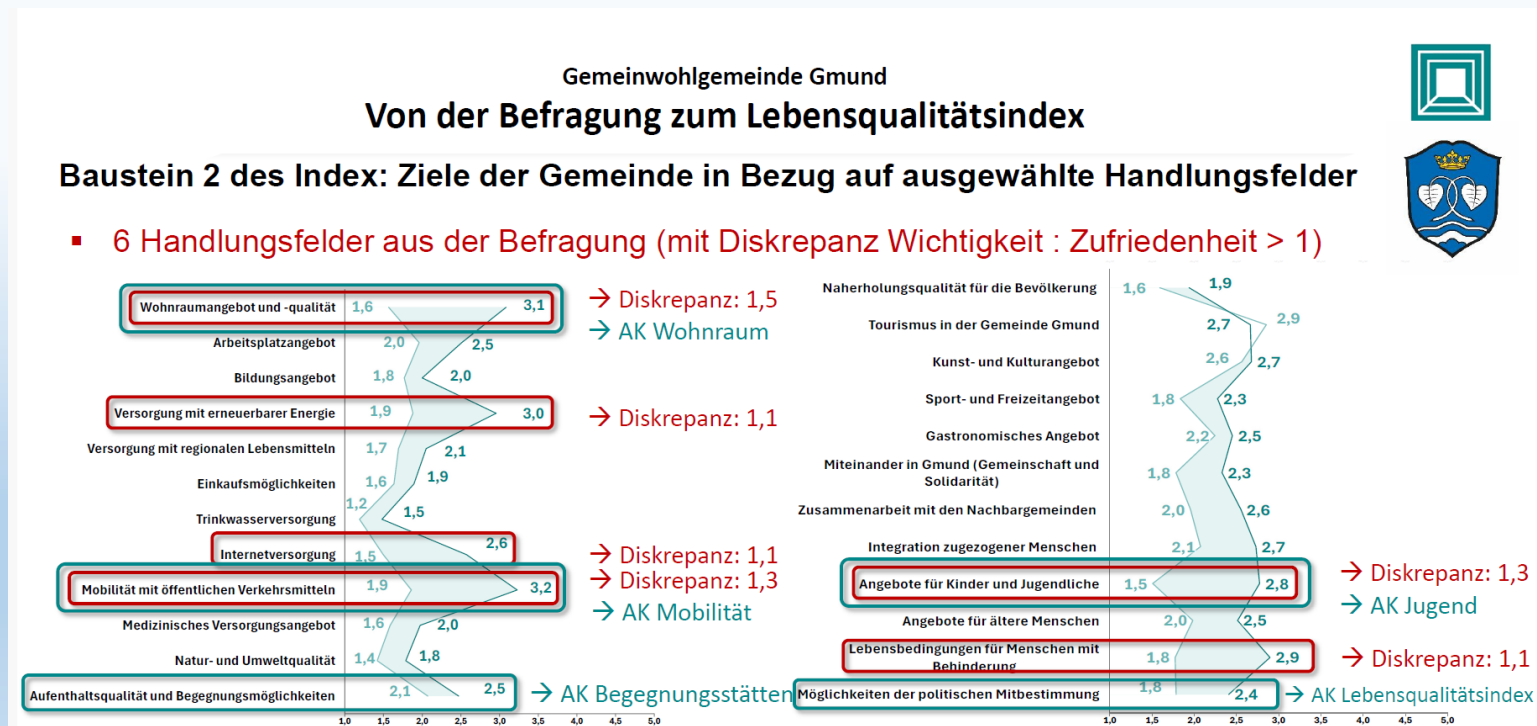 Gemeinwohlgemeinde Gmund
Von der Befragung zum Lebensqualitätsindex
Baustein 2 des Index: Ziele der Gemeinde in Bezug auf ausgewählte Handlungsfelder
▪ 6 Handlungsfelder aus der Befragung (mit Diskrepanz Wichtigkeit : Zufriedenheit > 1)
Wohnraumangebot und -qualität 1,6 3,1 → Diskrepanz: 1,5
→ AK Wohnraum
Arbeitsplatzangebot 2,0 2,5
Bildungsangebot 1,8 2,0
Versorgung mit erneuerbarer Energie 1,9 3,0 → Diskrepanz: 1,1
Versorgung mit regionalen Lebensmitteln 1,7 2,1
Einkaufsmöglichkeiten 1,6 1,9
Trinkwasserversorgung 1,2 1,5
Internetversorgung 1,5 2,6 → Diskrepanz: 1,1
Mobilität mit öffentlichen Verkehrsmitteln 1,9 3,2 → Diskrepanz: 1,3
→ AK Mobilität
Medizinisches Versorgungsangebot 1,6 2,0
Natur- und Umweltqualität 1,4 1,8
Aufenthaltsqualität und Begegnungsmöglichkeiten 2,1 2,5 → AK Begegnungsstätten
1,0 1,5 2,0 2,5 3,0 3,5 4,0 4,5 5,0
Naherholungsqualität für die Bevölkerung 1,6 1,9
Tourismus in der Gemeinde Gmund 2,7 2,9
Kunst- und Kulturangebot 2,6 2,7
Sport- und Freizeitangebot 1,8 2,3
Gastronomisches Angebot 2,2 2,5
Miteinander in Gmund (Gemeinschaft und
Solidarität) 1,8 2,3
Zusammenarbeit mit den Nachbargemeinden 2,0 2,6
Integration zugezogener Menschen 2,1 2,7
Angebote für Kinder und Jugendliche 1,5 2,8 → Diskrepanz: 1,3
→ AK Jugend
Angebote für ältere Menschen 2,0 2,5
Lebensbedingungen für Menschen mit
Behinderung 1,8 2,9 → Diskrepanz: 1,1
Möglichkeiten der politischen Mitbestimmung 1,8 2,4 → AK Lebensqualitätsindex
1,0 1,5 2,0 2,5 3,0 3,5 4,0 4,5 5,0